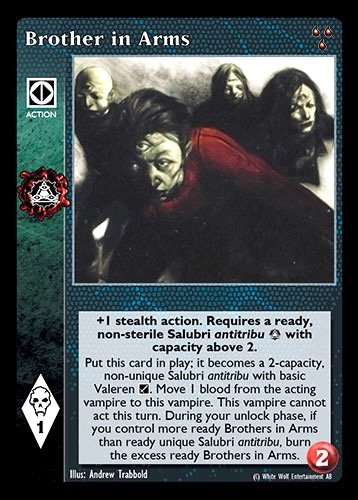 Brother in Arms
ACTION
+1 stealth action. Requires a ready,
non-sterile Salubri antitribu with
capacity above 2.
Put this card in play; it becomes a 2-capacity,
non-unique Salubri antitribu with basic
Valeren. Move 1 blood from the acting
vampire to this vampire. This vampire cannot
act this turn. During your unlock phase, if
you control more ready Brothers in Arms
than ready unique Salubri antitribu, burn
the excess ready Brothers in Arms.
1
2
Illus: Andrew Trabbold
(C) White Wolf Entertainment AB